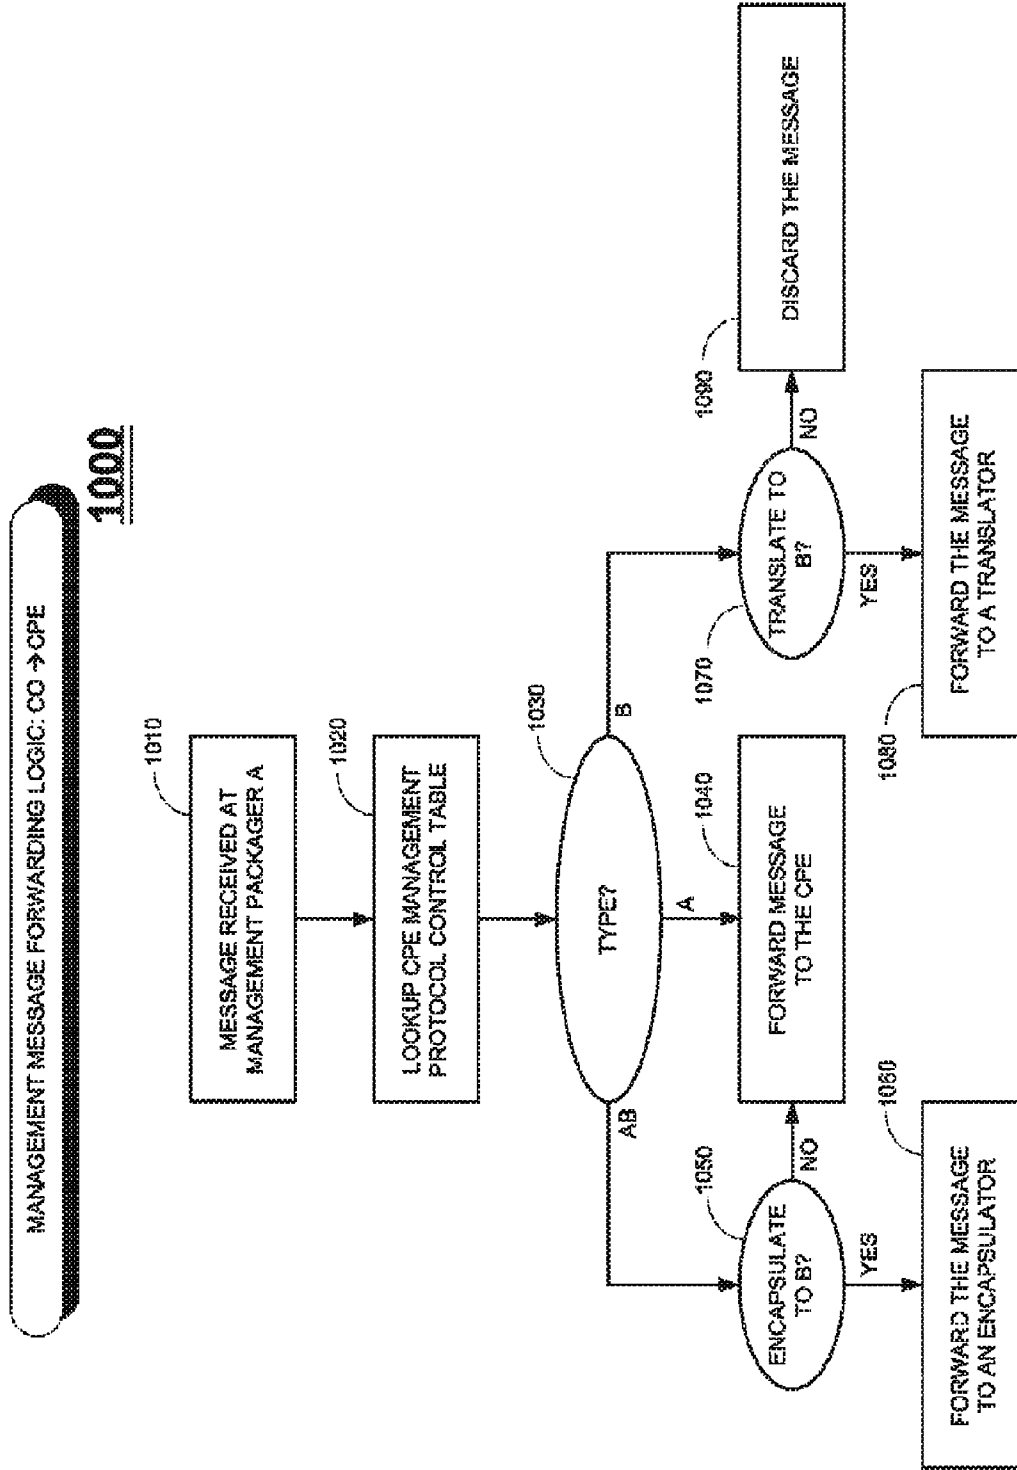 MANAGEMENT MESSAGE FORWARDING LOGIC: CO → CPE
1000
1010
MESSAGE RECEIVED AT
MANAGEMENT PACKAGER A
1020
LOOKUP CPE MANAGEMENT
PROTOCOL CONTROL TABLE
1030
TYPE?
AB
A
B
1050
ENCAPSULATE
TO B?
NO
YES
1040
FORWARD MESSAGE
TO THE CPE
1070
TRANSLATE TO
B?
NO
YES
1090
DISCARD THE MESSAGE
1060
FORWARD THE MESSAGE
TO AN ENCAPSULATOR
1080
FORWARD THE MESSAGE
TO A TRANSLATOR